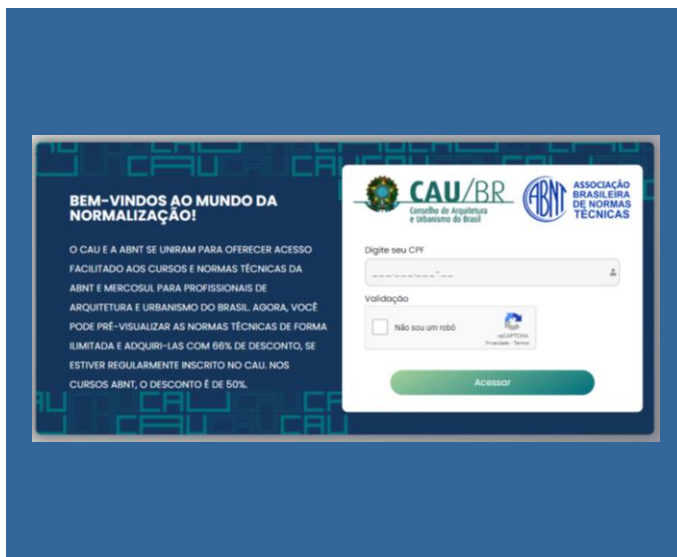 BEM-VINDOS AO MUNDO DA
NORMALIZAÇÃO!
O CAU E A ABNT SE UNIRAM PARA OFERECER ACESSO
FACILITADO AOS CURSOS E NORMAS TÉCNICAS DA
ABNT E MERCOSUL PARA PROFISSIONAIS DE
ARQUITETURA E URBANISMO DO BRASIL. AGORA, VOCÊ
PODE PRÉ-VISUALIZAR AS NORMAS TÉCNICAS DE FORMA
ILIMITADA E ADQUIRI-LAS COM 66% DE DESCONTO, SE
ESTIVER REGULARMENTE INSCRITO NO CAU. NOS
CURSOS ABNT, O DESCONTO É DE 50%.
CAU/BR
Conselho de Arquitetura
e Urbanismo do Brasil
ABNT
ASSOCIAÇÃO
BRASILEIRA
DE NORMAS
TÉCNICAS
Digite seu CPF
___.___.___-__
Validação
Não sou um robô
reCAPTCHA
Privacidade - Termos
Acessar